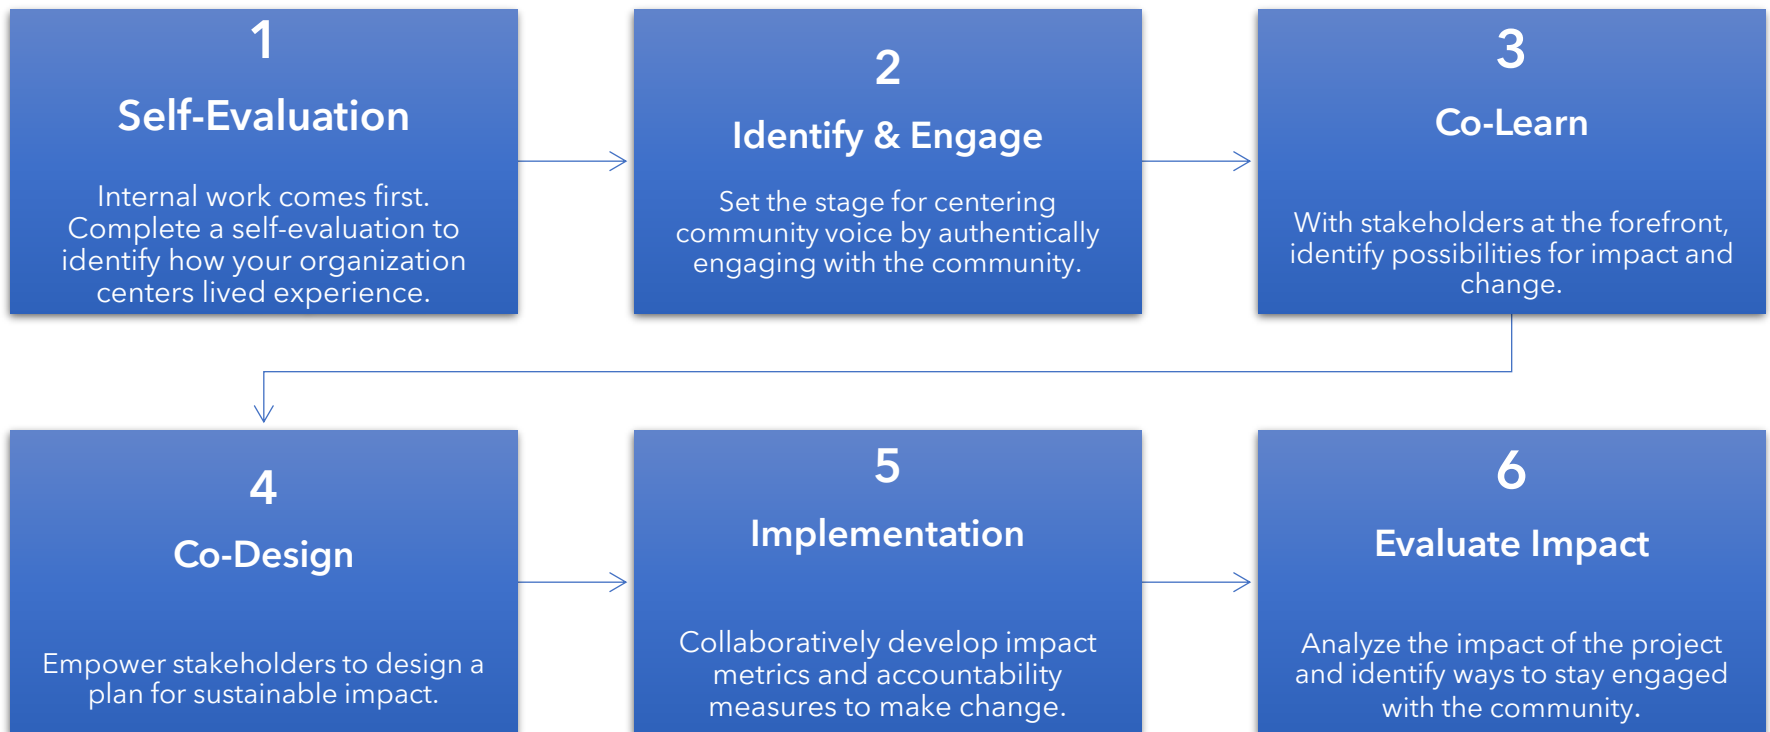 1
Self-Evaluation
Internal work comes first.
Complete a self-evaluation to
identify how your organization
centers lived experience.
2
Identify & Engage
Set the stage for centering
community voice by authentically
engaging with the community.
3
Co-Learn
With stakeholders at the forefront,
identify possibilities for impact and
change.
4
Co-Design
Empower stakeholders to design a
plan for sustainable impact.
5
Implementation
Collaboratively develop impact
metrics and accountability
measures to make change.
6
Evaluate Impact
Analyze the impact of the project
and identify ways to stay engaged
with the community.